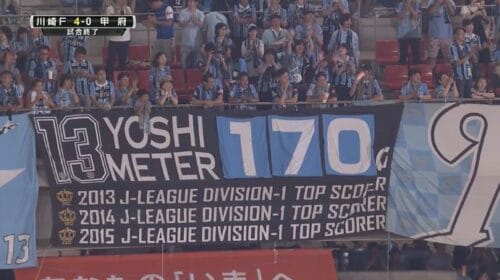 川崎F 4-0 甲府
試合終了
13 YOSHI METER 170
2013 J-LEAGUE DIVISION-1 TOP SCORER
2014 J-LEAGUE DIVISION-1 TOP SCORER
2015 J-LEAGUE DIVISION-1 TOP SCORER
13